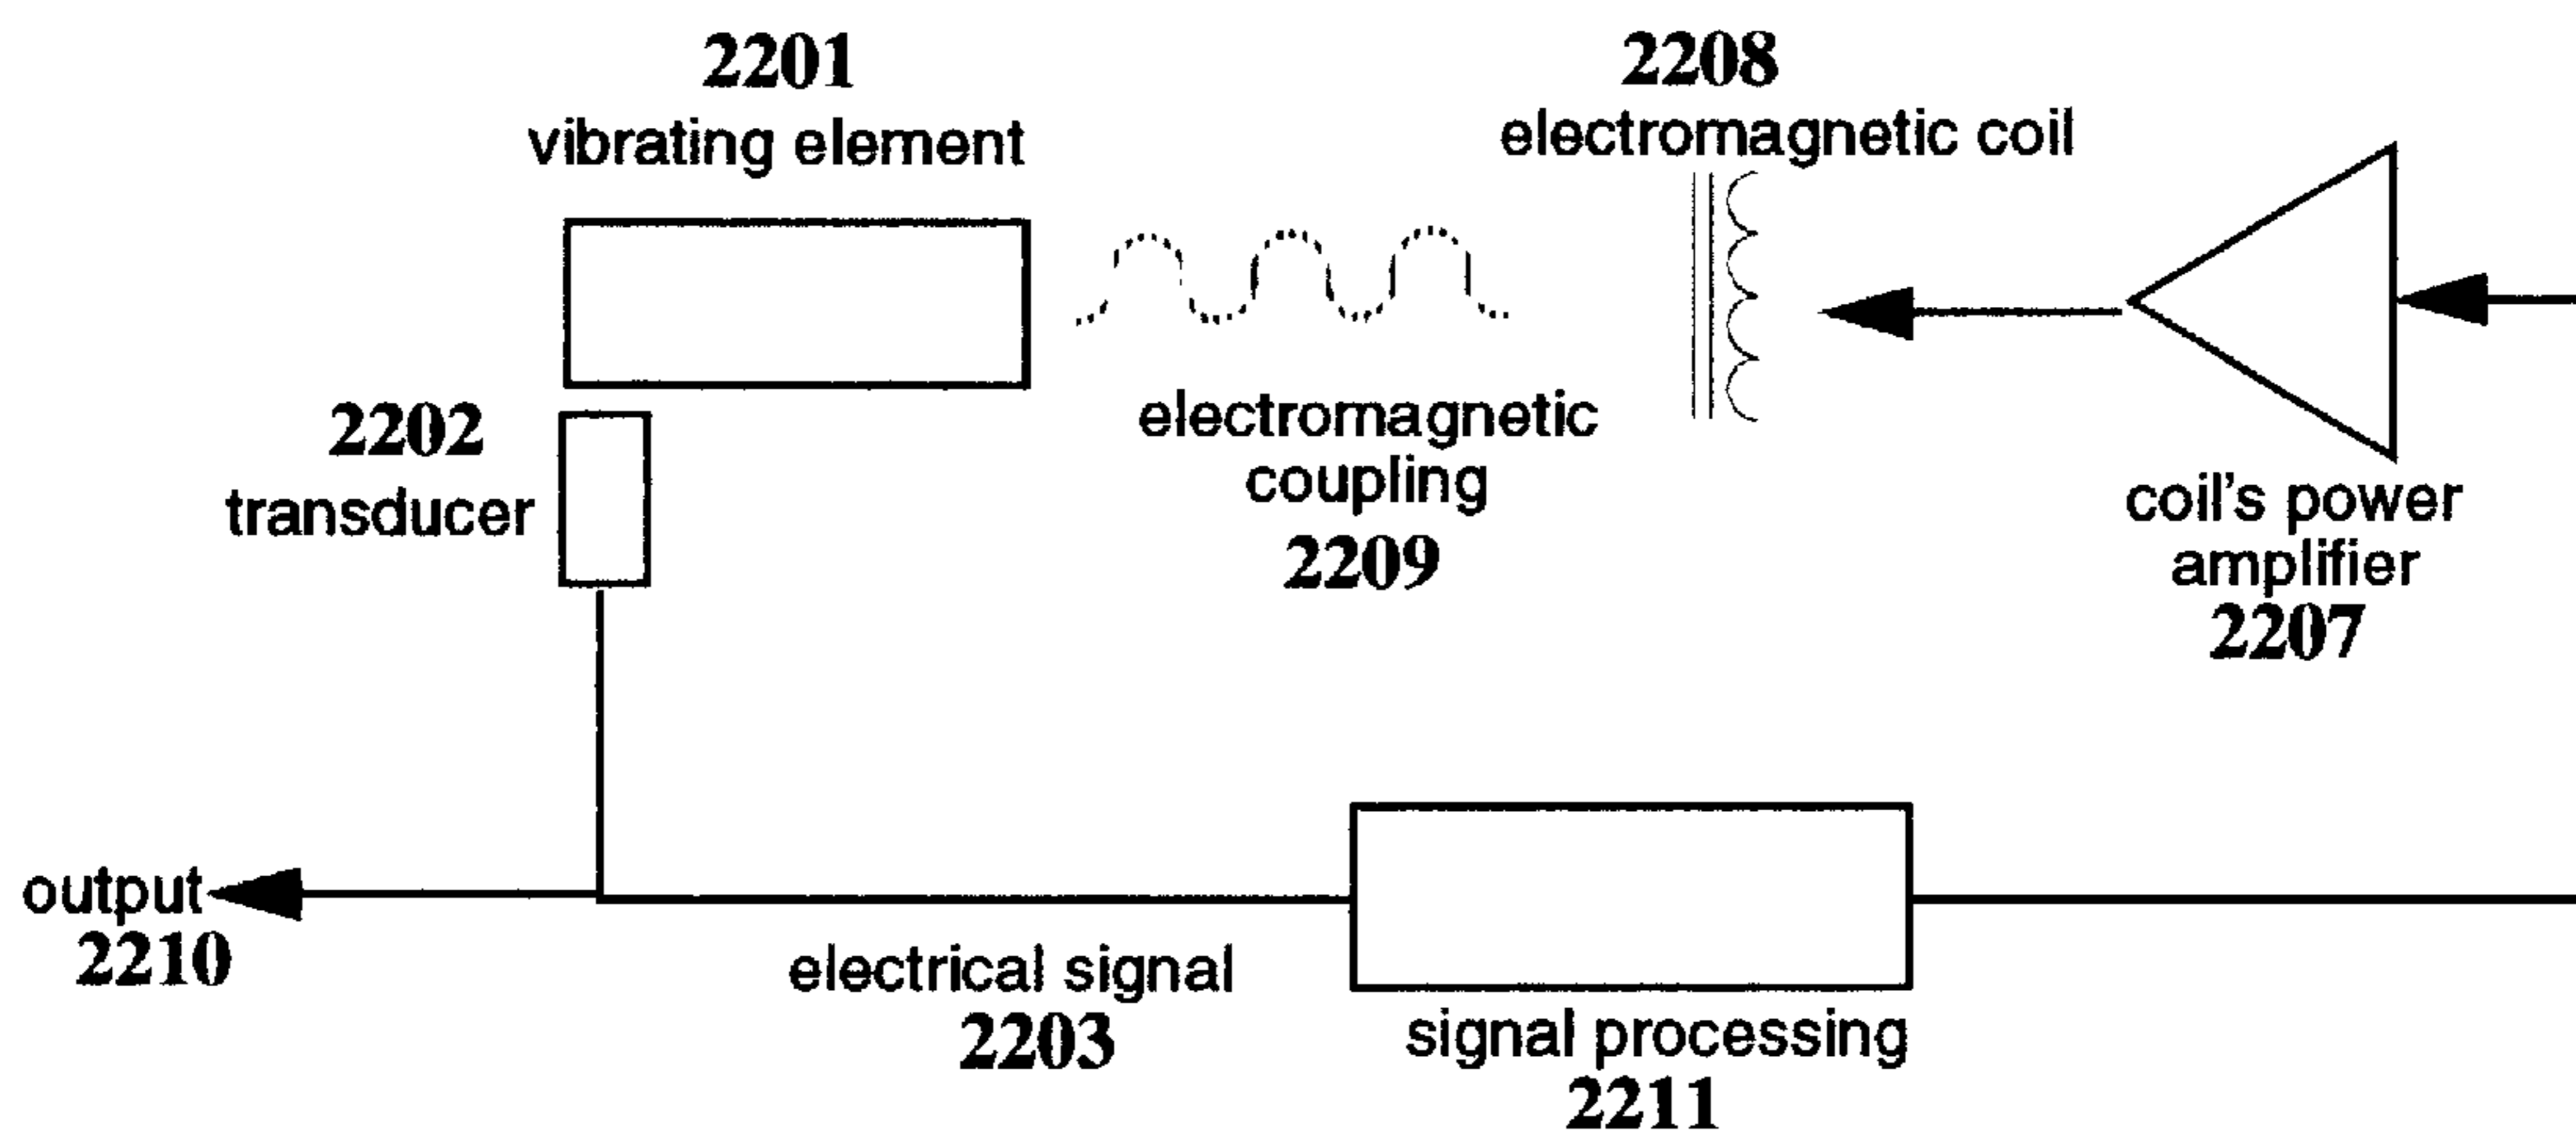 2201
vibrating element
2208
electromagnetic coil
2202
transducer
electromagnetic
coupling
2209
coil's power
amplifier
2207
output
2210
electrical signal
2203
signal processing
2211